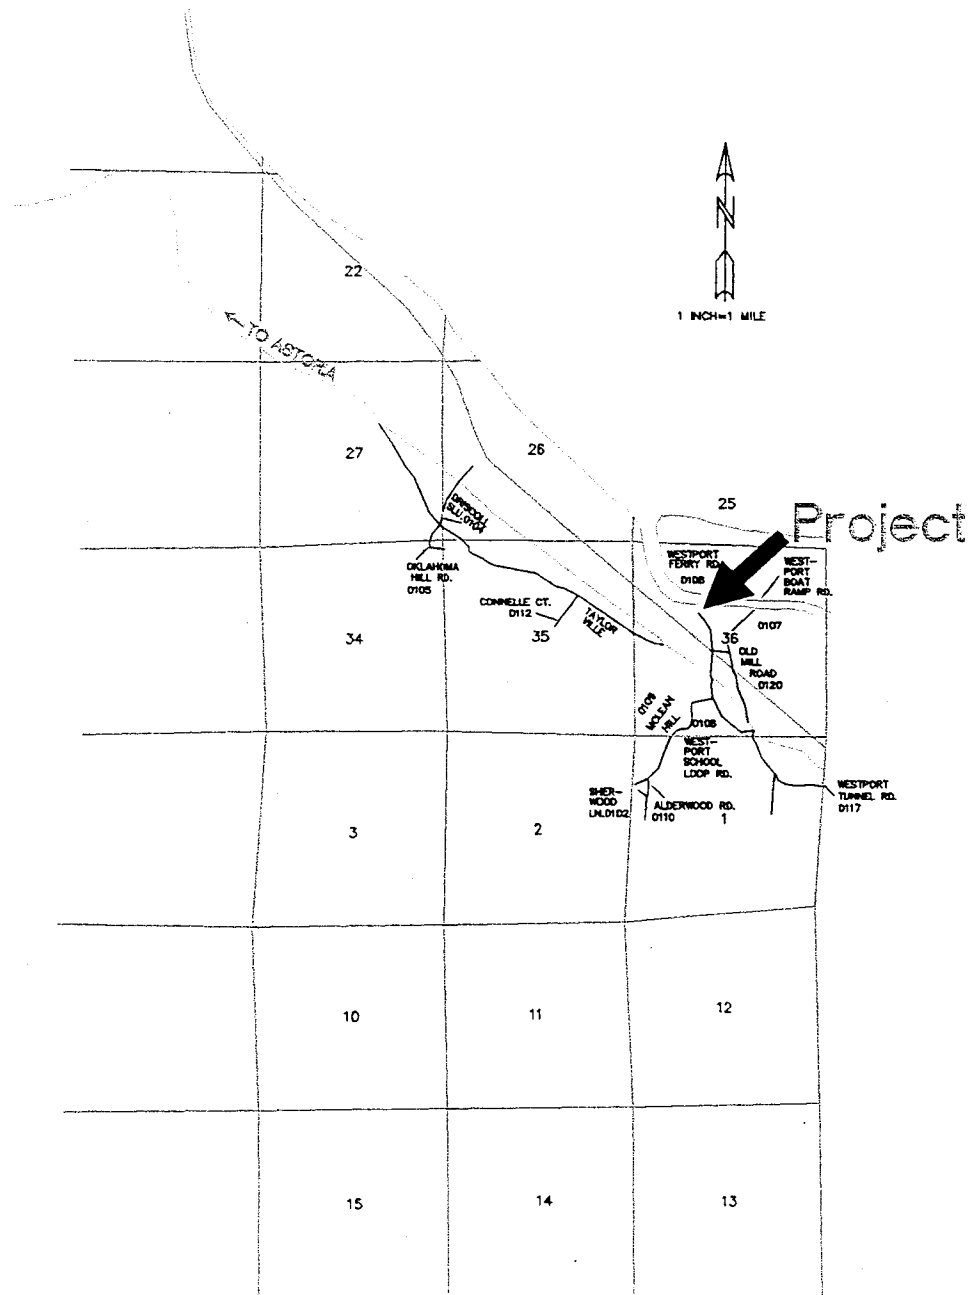 N
1 INCH=1 MILE
22
TO ASTORIA
27
26
25
Project
DRISCOLL
SLU 0104
OKLAHOMA
HILL RD.
0105
WESTPORT
FERRY RD.
0108
WEST-
PORT
BOAT
RAMP RD.
0107
CONNELLE CT.
0112
TAYLOR
VILLE
34
35
36
OLD
MILL
ROAD
0120
0109
MCLEAN
HILL
0108
WEST-
PORT
SCHOOL
LOOP RD.
SHER-
WOOD
LN.0102
ALDERWOOD RD.
0110
WESTPORT
TUNNEL RD.
0117
3
2
1
10
11
12
15
14
13